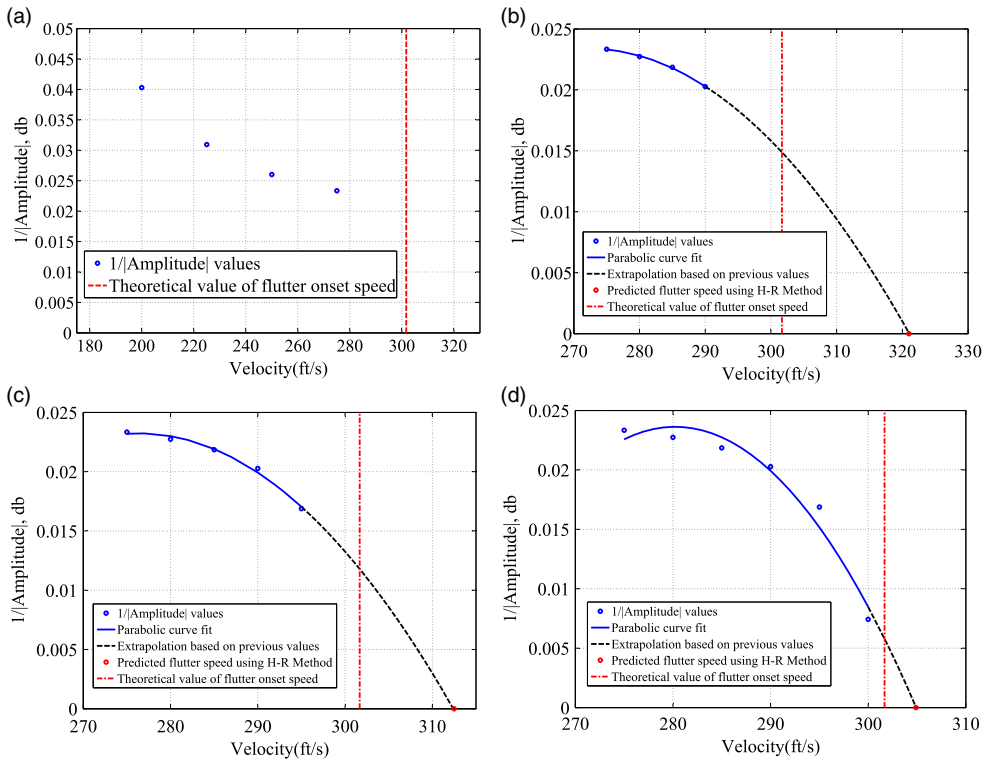 (a)
0.05
0.045
0.04
0.035
0.03
0.025
0.02
0.015
0.01
0.005
0
1/|Amplitude|, db
1/|Amplitude| values
Theoretical value of flutter onset speed
180 200 220 240 260 280 300 320
Velocity(ft/s)
(b)
0.025
0.02
0.015
0.01
0.005
0
1/|Amplitude|, db
1/|Amplitude| values
Parabolic curve fit
Extrapolation based on previous values
Predicted flutter speed using H-R Method
Theoretical value of flutter onset speed
270 280 290 300 310 320 330
Velocity(ft/s)
(c)
0.025
0.02
0.015
0.01
0.005
0
1/|Amplitude|, db
1/|Amplitude| values
Parabolic curve fit
Extrapolation based on previous values
Predicted flutter speed using H-R Method
Theoretical value of flutter onset speed
270 280 290 300 310
Velocity(ft/s)
(d)
0.025
0.02
0.015
0.01
0.005
0
1/|Amplitude|, db
1/|Amplitude| values
Parabolic curve fit
Extrapolation based on previous values
Predicted flutter speed using H-R Method
Theoretical value of flutter onset speed
270 280 290 300 310
Velocity(ft/s)